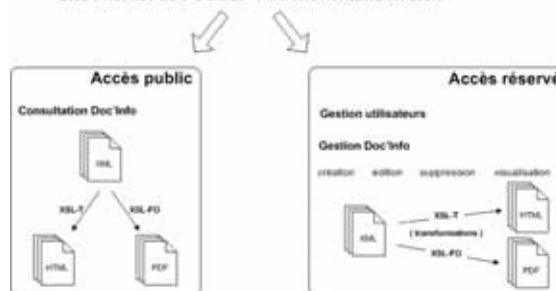 Accès public
Consultation Doc'Info
XML
XSL-T
XSL-FO
HTML
PDF
Accès réservé
Gestion utilisateurs
Gestion Doc'Info
création édition suppression visualisation
XML
XSL-T
( transformations )
XSL-FO
HTML
PDF